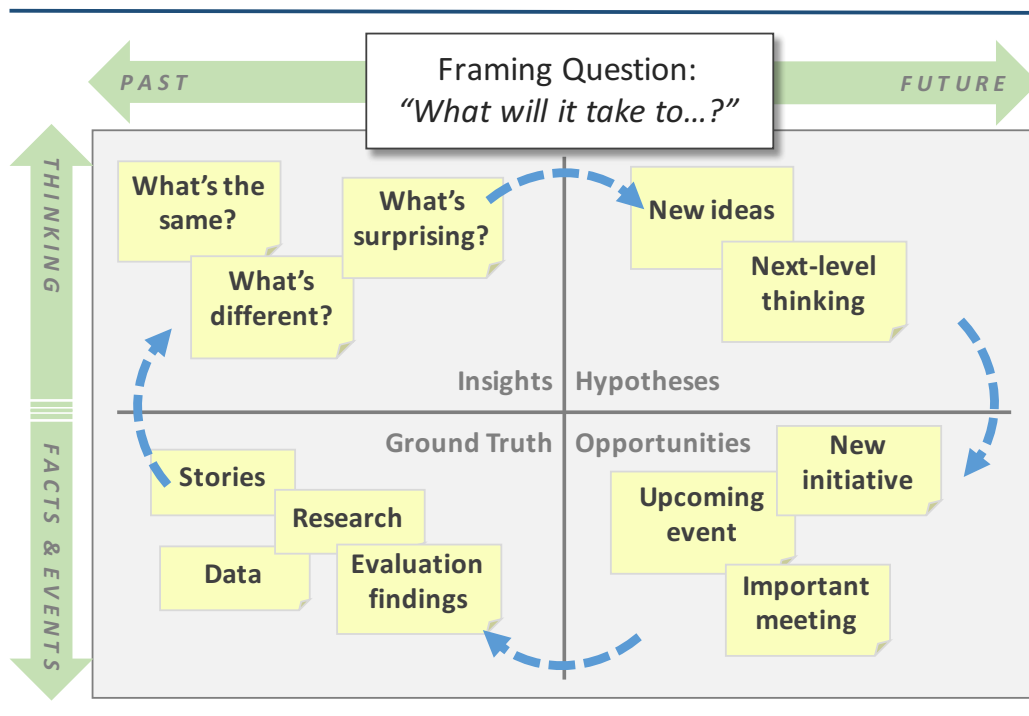 Framing Question:
“What will it take to…?”
PAST
FUTURE
THINKING
FACTS & EVENTS
What’s the
same?
What’s
different?
What’s
surprising?
New ideas
Next-level
thinking
Insights
Hypotheses
Ground Truth
Opportunities
Stories
Research
Data
Evaluation
findings
New
initiative
Upcoming
event
Important
meeting